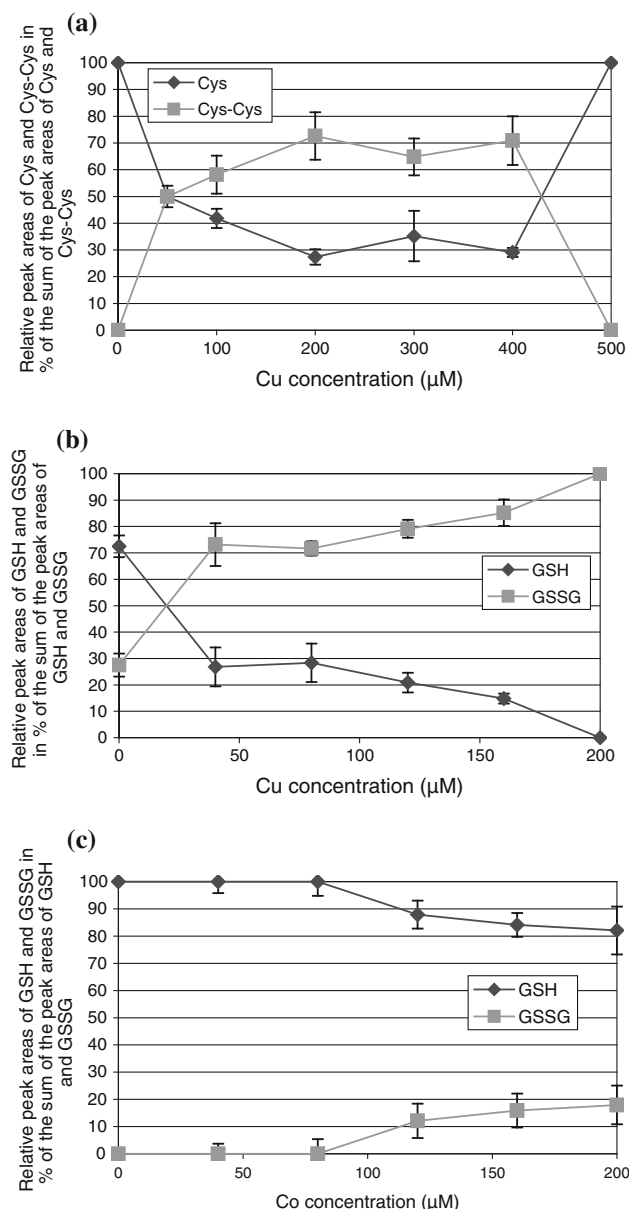 (a)
Relative peak areas of Cys and Cys-Cys in
% of the sum of the peak areas of Cys and
Cys-Cys
100
90
80
70
60
50
40
30
20
10
0
Cys
Cys-Cys
0
100
200
300
400
500
Cu concentration (µM)
(b)
Relative peak areas of GSH and GSSG
in % of the sum of the peak areas of
GSH and GSSG
100
90
80
70
60
50
40
30
20
10
0
GSH
GSSG
0
50
100
150
200
Cu concentration (µM)
(c)
Relative peak areas of GSH and GSSG in
% of the sum of the peak areas of GSH
and GSSG
100
90
80
70
60
50
40
30
20
10
0
GSH
GSSG
0
50
100
150
200
Co concentration (µM)